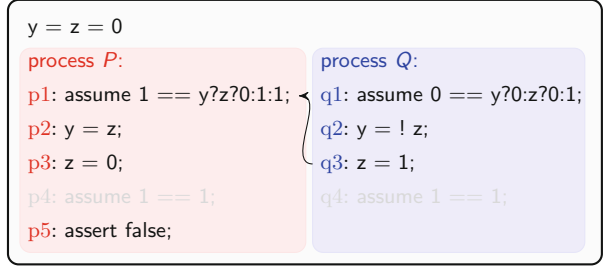 y = z = 0
process P:
p1: assume 1 == y?z?0:1:1;
p2: y = z;
p3: z = 0;
p4: assume 1 == 1;
p5: assert false;
process Q:
q1: assume 0 == y?0:z?0:1;
q2: y = ! z;
q3: z = 1;
q4: assume 1 == 1;